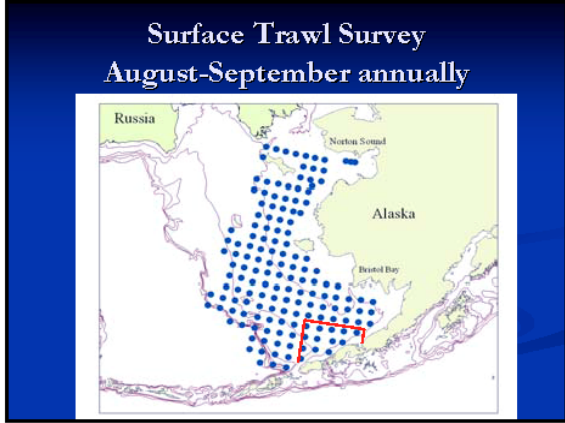 Surface Trawl Survey
August-September annually
Russia
Norton Sound
Alaska
Bristol Bay